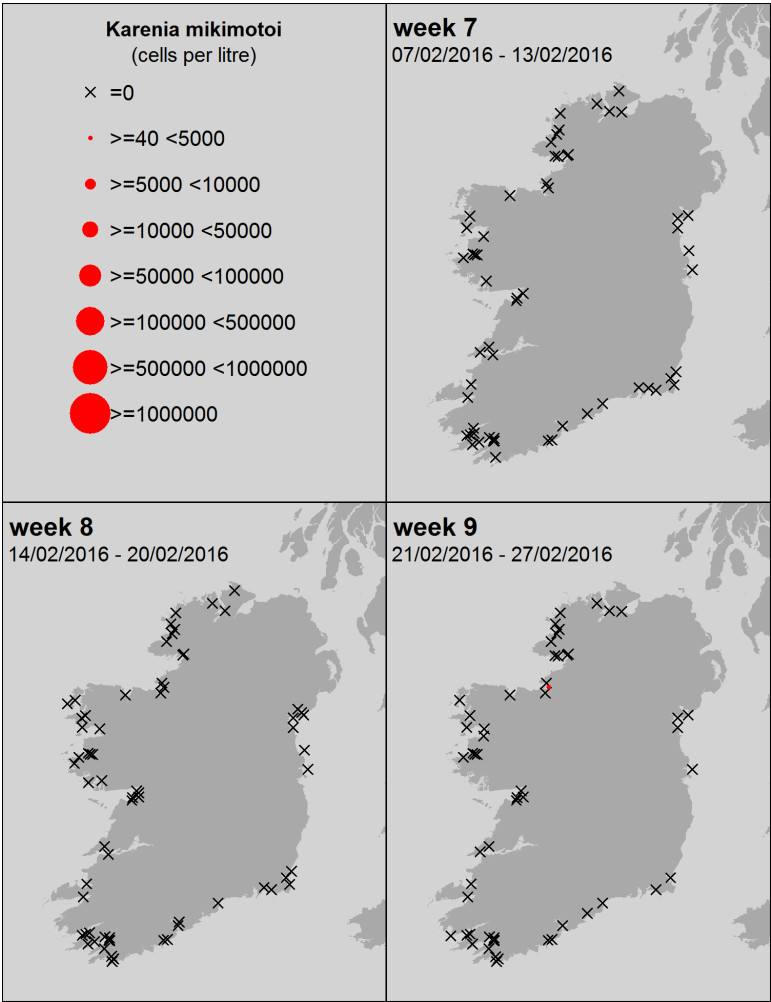 Karenia mikimotoi
(cells per litre)
=0
>=40 <5000
>=5000 <10000
>=10000 <50000
>=50000 <100000
>=100000 <500000
>=500000 <1000000
>=1000000
week 7
07/02/2016 - 13/02/2016
week 8
14/02/2016 - 20/02/2016
week 9
21/02/2016 - 27/02/2016